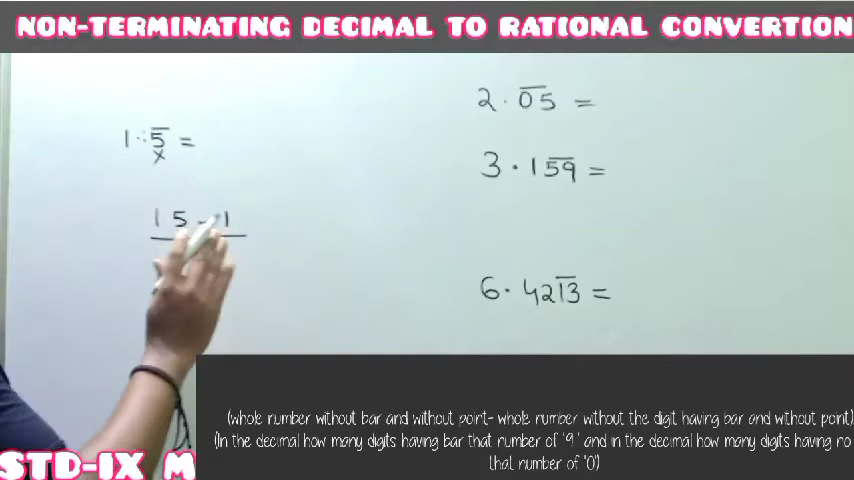 NON-TERMINATING DECIMAL TO RATIONAL CONVERTION
1.5̅ =
x
15-1
2.0̅5̅ =
3.15̅9̅ =
6.421̅3̅ =
(whole number without bar and without point- whole number without the digit having bar and without point)
(In the decimal how many digits having bar that number of '9' and in the decimal how many digits having no
that number of '0')
STD-IX M